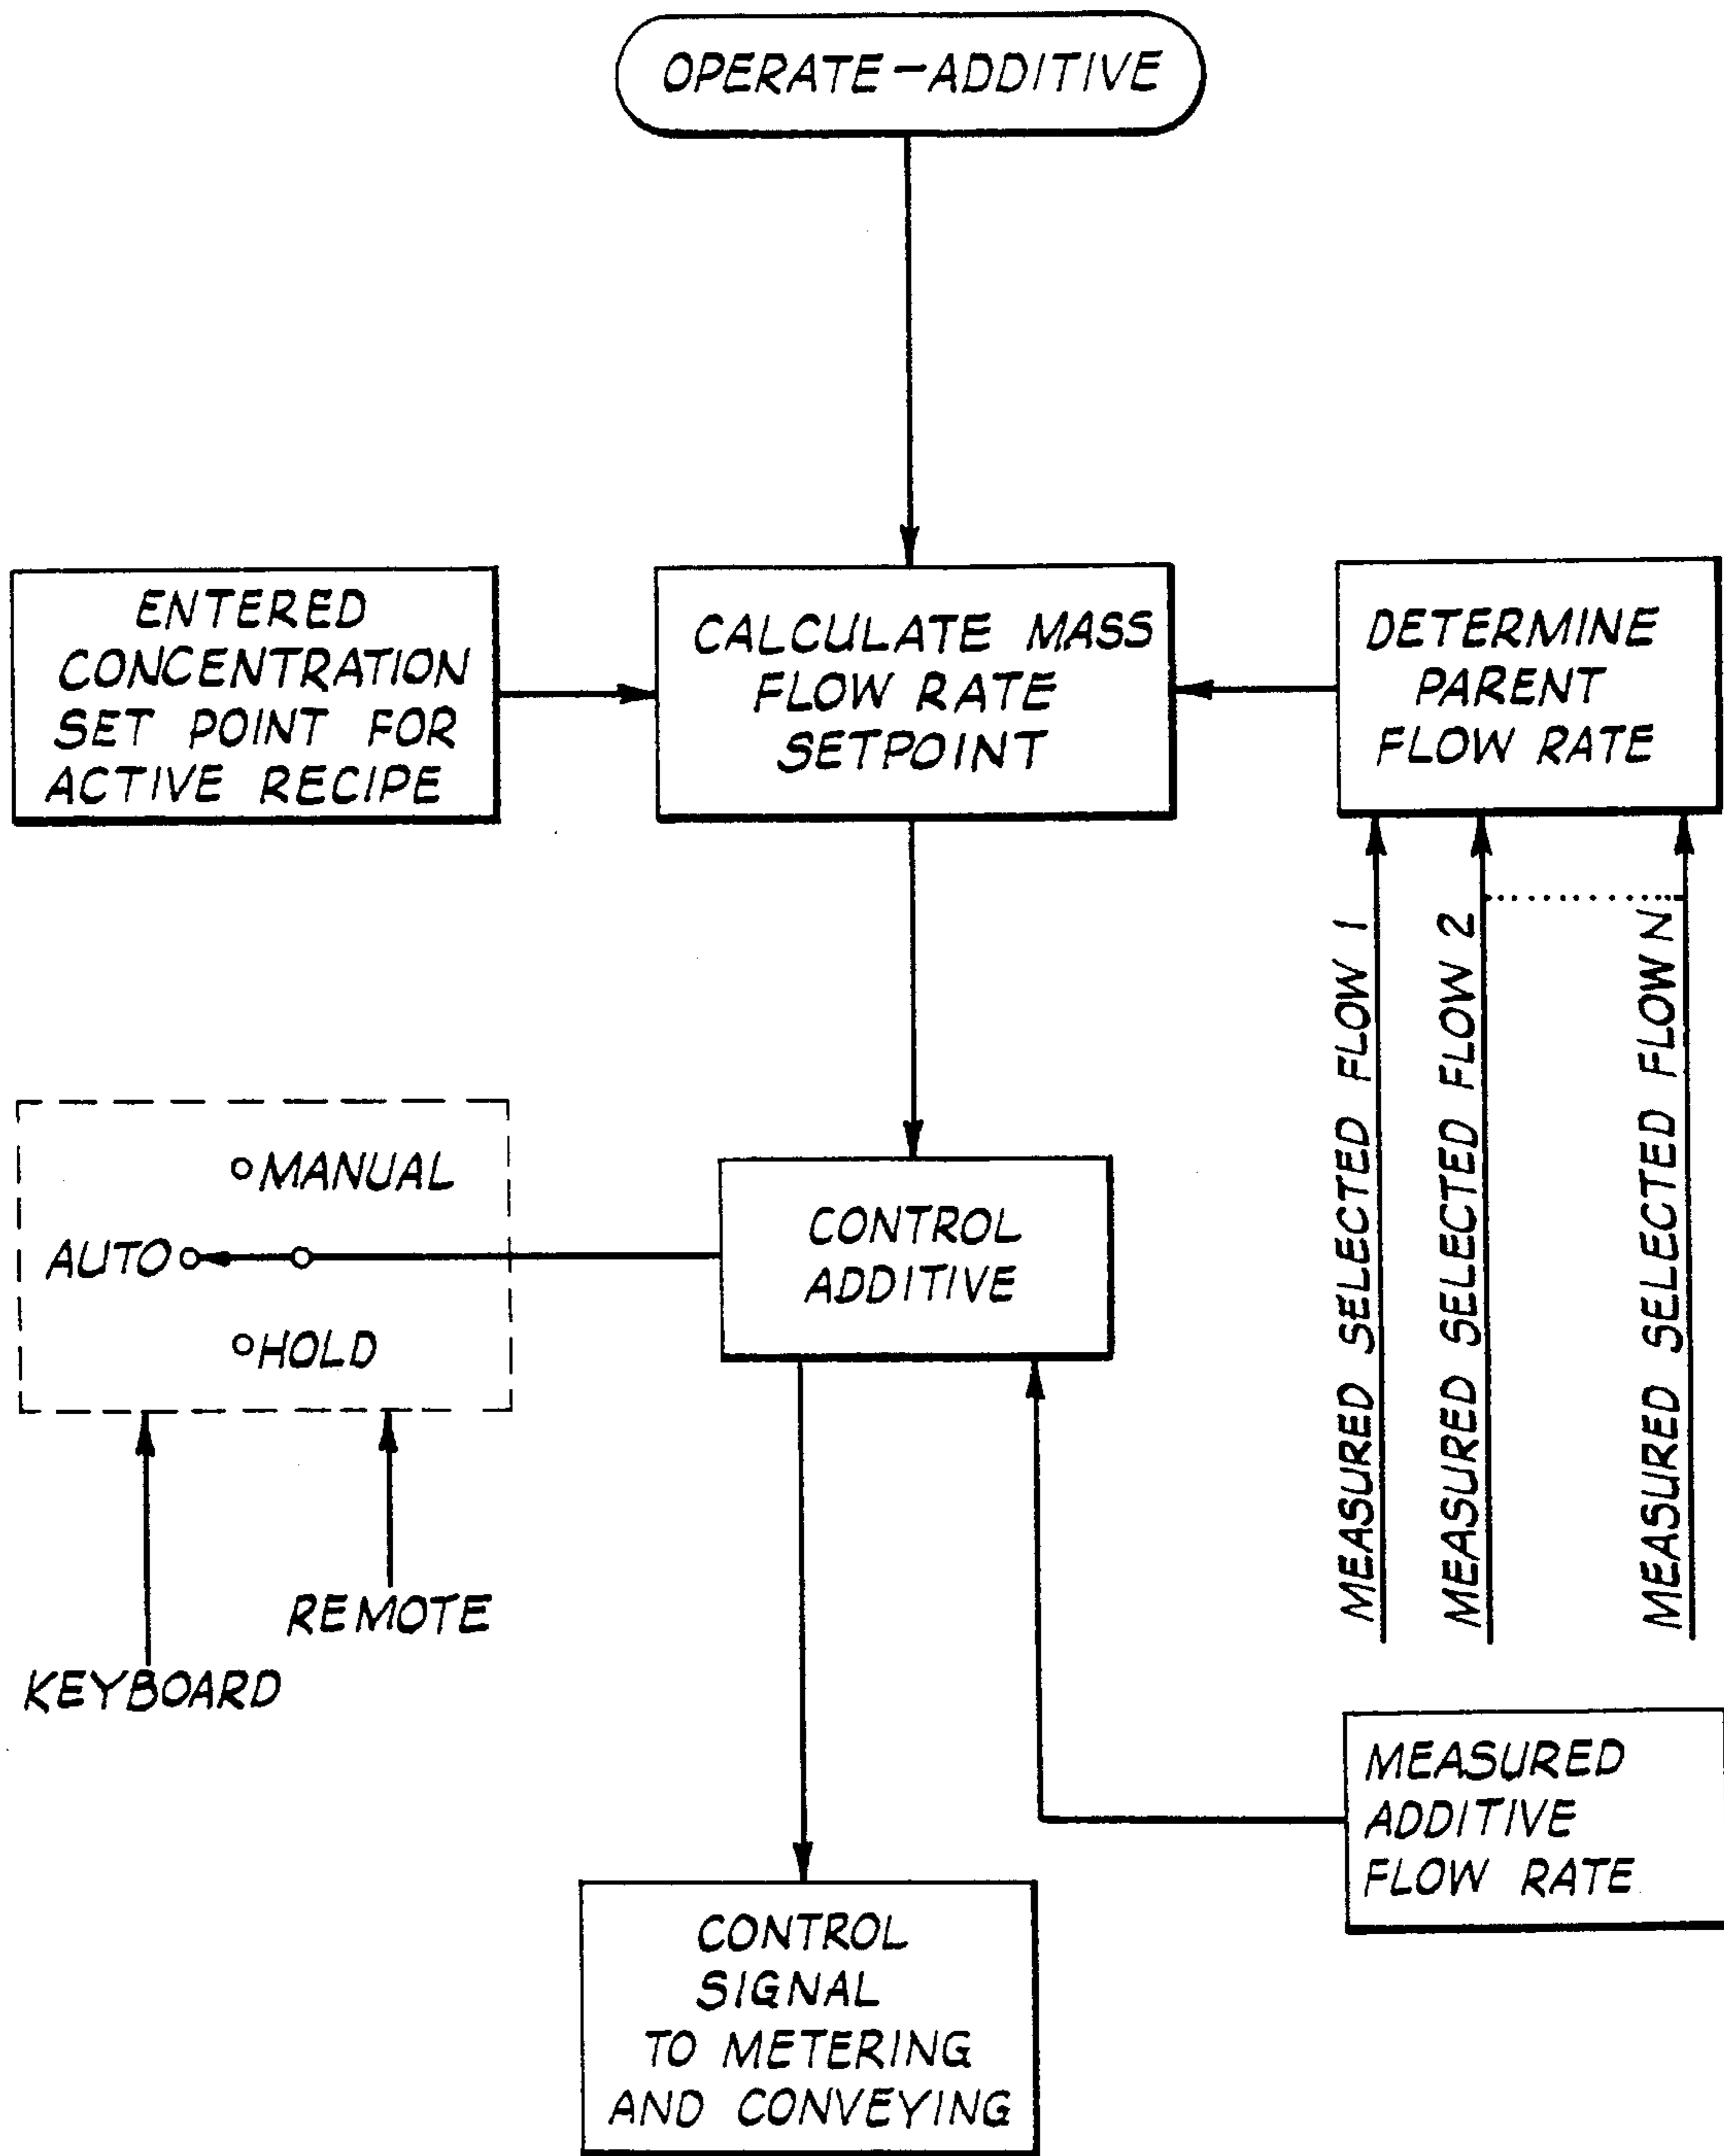 OPERATE-ADDITIVE
ENTERED
CONCENTRATION
SET POINT FOR
ACTIVE RECIPE
CALCULATE MASS
FLOW RATE
SETPOINT
DETERMINE
PARENT
FLOW RATE
MEASURED SELECTED FLOW 1
MEASURED SELECTED FLOW 2
MEASURED SELECTED FLOW N
MANUAL
AUTO
HOLD
CONTROL
ADDITIVE
REMOTE
KEYBOARD
MEASURED
ADDITIVE
FLOW RATE
CONTROL
SIGNAL
TO METERING
AND CONVEYING